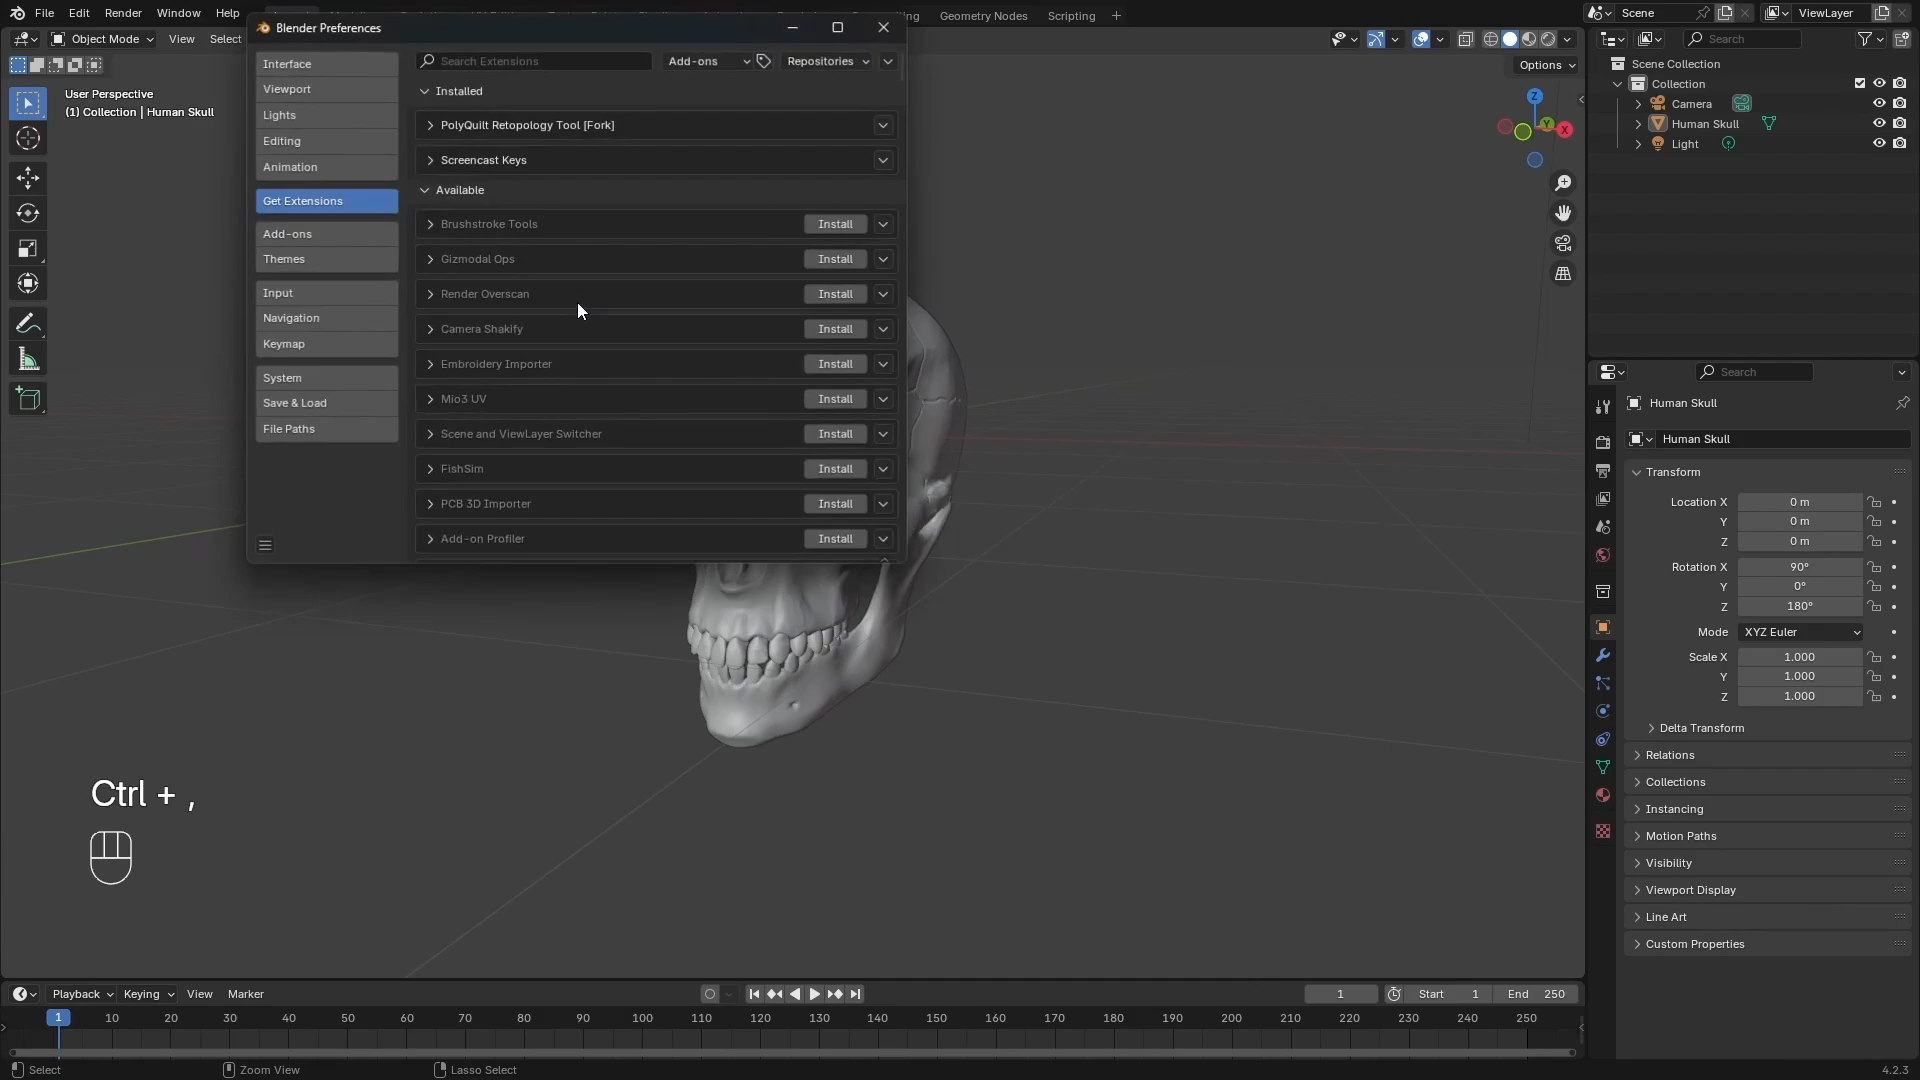 File Edit Render Window Help
Geometry Nodes Scripting +
Scene
ViewLayer
Blender Preferences
Object Mode View Select
Options
Search
User Perspective
(1) Collection | Human Skull
Interface
Viewport
Lights
Editing
Animation
Get Extensions
Add-ons
Themes
Input
Navigation
Keymap
System
Save & Load
File Paths
Search Extensions Add-ons Repositories
Installed
PolyQuilt Retopology Tool [Fork]
Screencast Keys
Available
Brushstroke Tools Install
Gizmodal Ops Install
Render Overscan Install
Camera Shakify Install
Embroidery Importer Install
Mio3 UV Install
Scene and ViewLayer Switcher Install
FishSim Install
PCB 3D Importer Install
Add-on Profiler Install
Z
Y
X
Scene Collection
Collection
Camera
Human Skull
Light
Search
Human Skull
Human Skull
Transform
Location X 0 m
Y 0 m
Z 0 m
Rotation X 90°
Y 0°
Z 180°
Mode XYZ Euler
Scale X 1.000
Y 1.000
Z 1.000
Delta Transform
Relations
Collections
Instancing
Motion Paths
Visibility
Viewport Display
Line Art
Custom Properties
Ctrl + ,
Playback Keying View Marker
1 Start 1 End 250
1 10 20 30 40 50 60 70 80 90 100 110 120 130 140 150 160 170 180 190 200 210 220 230 240 250
Select Zoom View Lasso Select 4.2.3